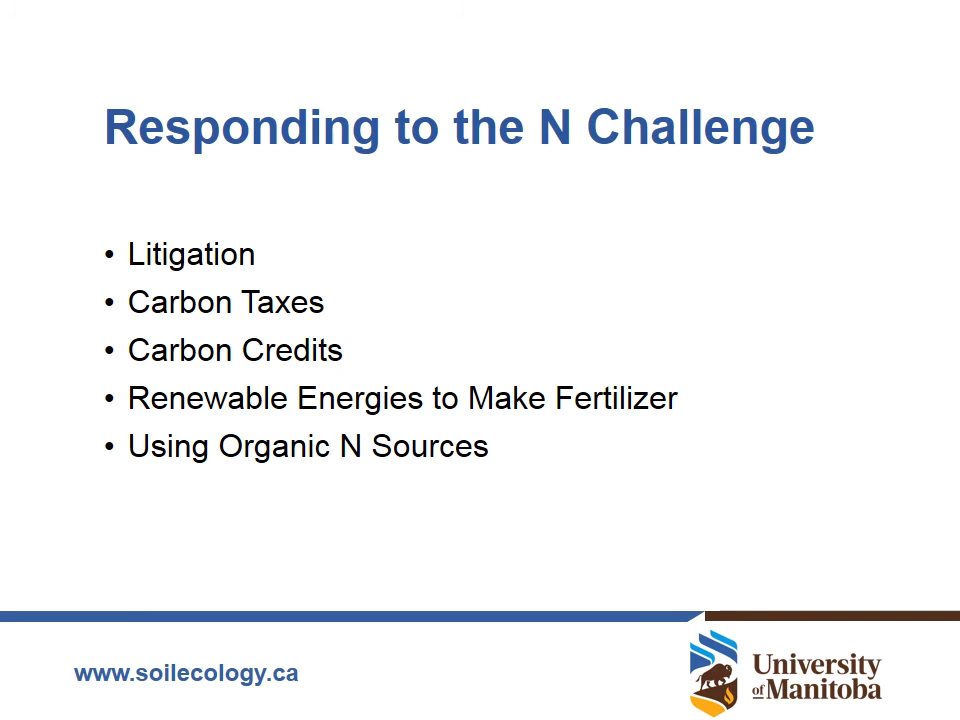 Responding to the N Challenge
• Litigation
• Carbon Taxes
• Carbon Credits
• Renewable Energies to Make Fertilizer
• Using Organic N Sources
www.soilecology.ca
University
of Manitoba